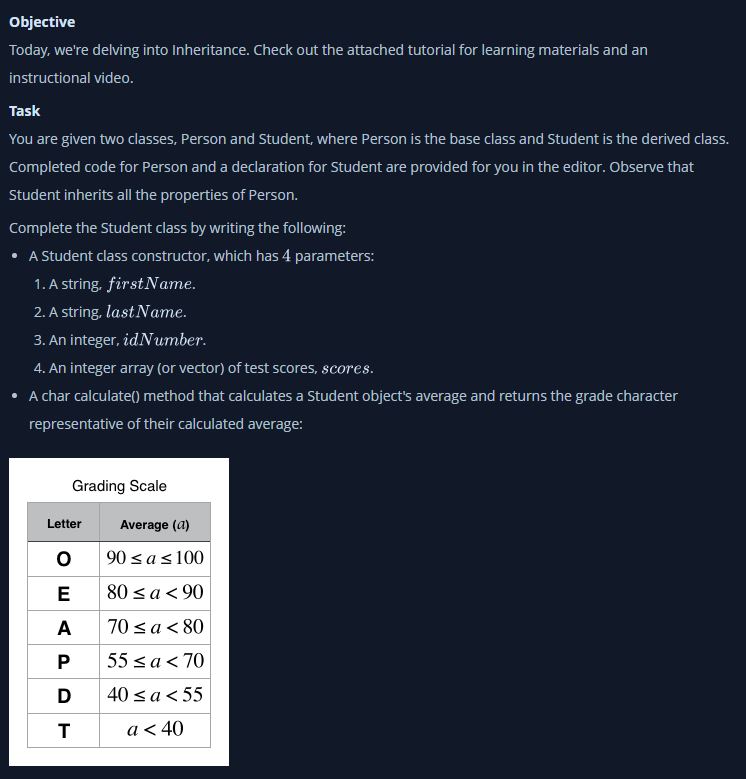 Objective
Today, we're delving into Inheritance. Check out the attached tutorial for learning materials and an
instructional video.
Task
You are given two classes, Person and Student, where Person is the base class and Student is the derived class.
Completed code for Person and a declaration for Student are provided for you in the editor. Observe that
Student inherits all the properties of Person.
Complete the Student class by writing the following:
• A Student class constructor, which has 4 parameters:
1. A string, firstName.
2. A string, lastName.
3. An integer, idNumber.
4. An integer array (or vector) of test scores, scores.
• A char calculate() method that calculates a Student object's average and returns the grade character
representative of their calculated average:
Grading Scale
Letter Average (a)
O 90 ≤ a ≤ 100
E 80 ≤ a < 90
A 70 ≤ a < 80
P 55 ≤ a < 70
D 40 ≤ a < 55
T a < 40